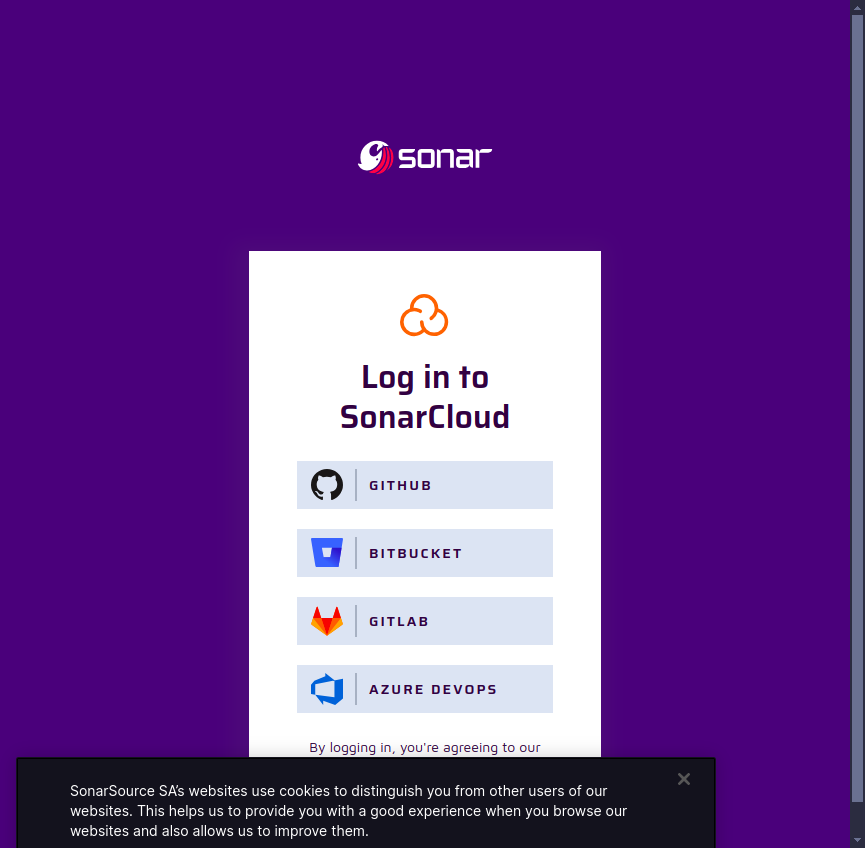 sonar
Log in to
SonarCloud
GITHUB
BITBUCKET
GITLAB
AZURE DEVOPS
By logging in, you're agreeing to our
SonarSource SA’s websites use cookies to distinguish you from other users of our
websites. This helps us to provide you with a good experience when you browse our
websites and also allows us to improve them.